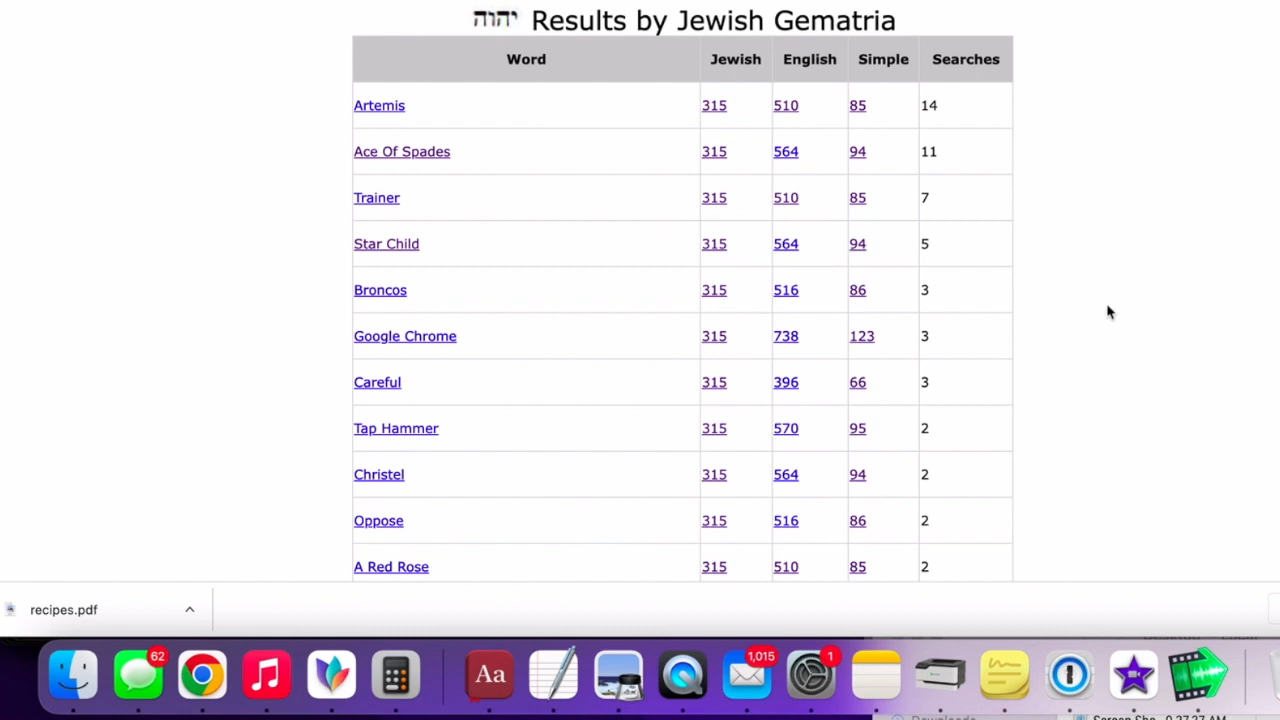 יהוה Results by Jewish Gematria
Word Jewish English Simple Searches
Artemis 315 510 85 14
Ace Of Spades 315 564 94 11
Trainer 315 510 85 7
Star Child 315 564 94 5
Broncos 315 516 86 3
Google Chrome 315 738 123 3
Careful 315 396 66 3
Tap Hammer 315 570 95 2
Christel 315 564 94 2
Oppose 315 516 86 2
A Red Rose 315 510 85 2
recipes.pdf
62 1,015 1
Aa